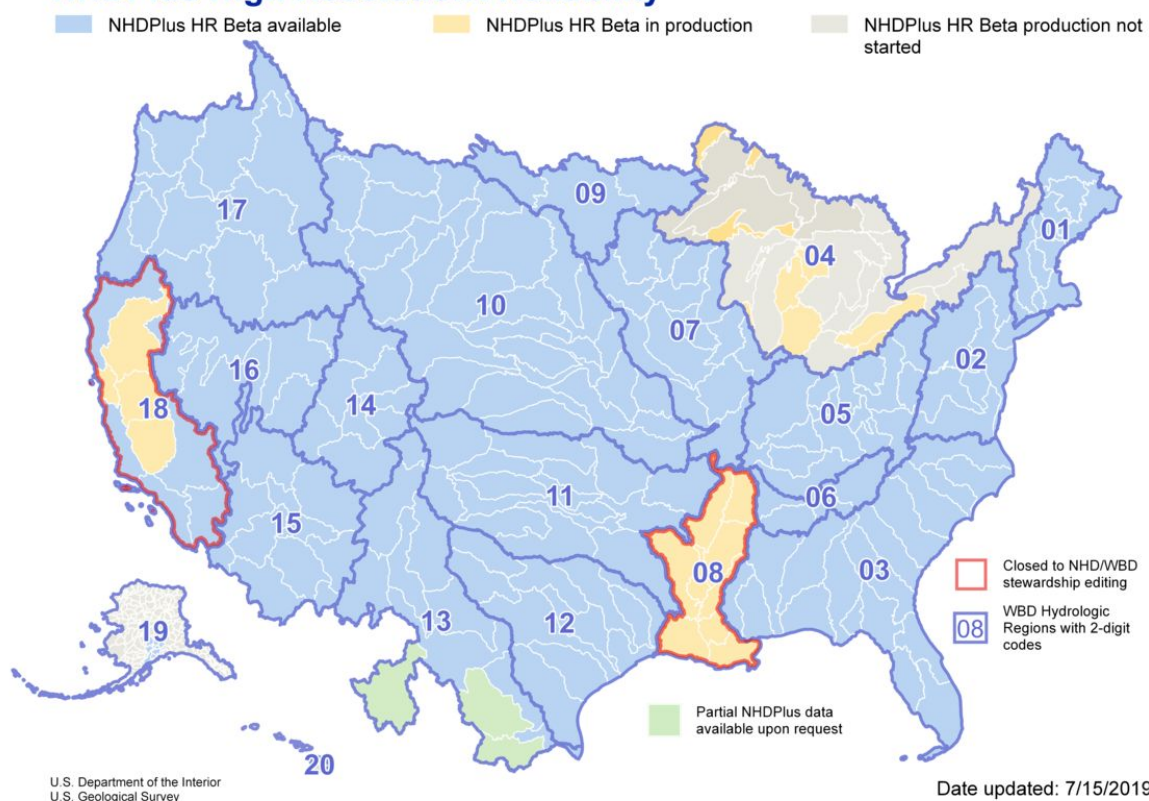 NHDPlus HR Beta available
NHDPlus HR Beta in production
NHDPlus HR Beta production not
started
09
17
01
04
10
07
02
16
14
18
05
11
06
15
08
03
Closed to NHD/WBD
stewardship editing
13
12
08
WBD Hydrologic
Regions with 2-digit
codes
19
Partial NHDPlus data
available upon request
20
U.S. Department of the Interior
U.S. Geological Survey
Date updated: 7/15/2019